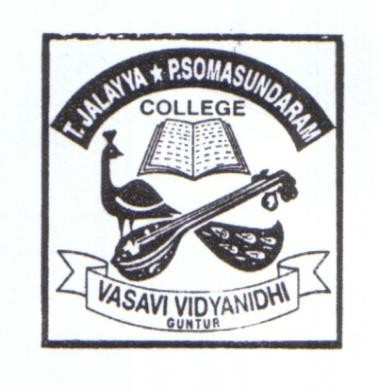 T. JALAYYA ★ P. SOMASUNDARAM
COLLEGE
VASAVI VIDYANIDHI
GUNTUR